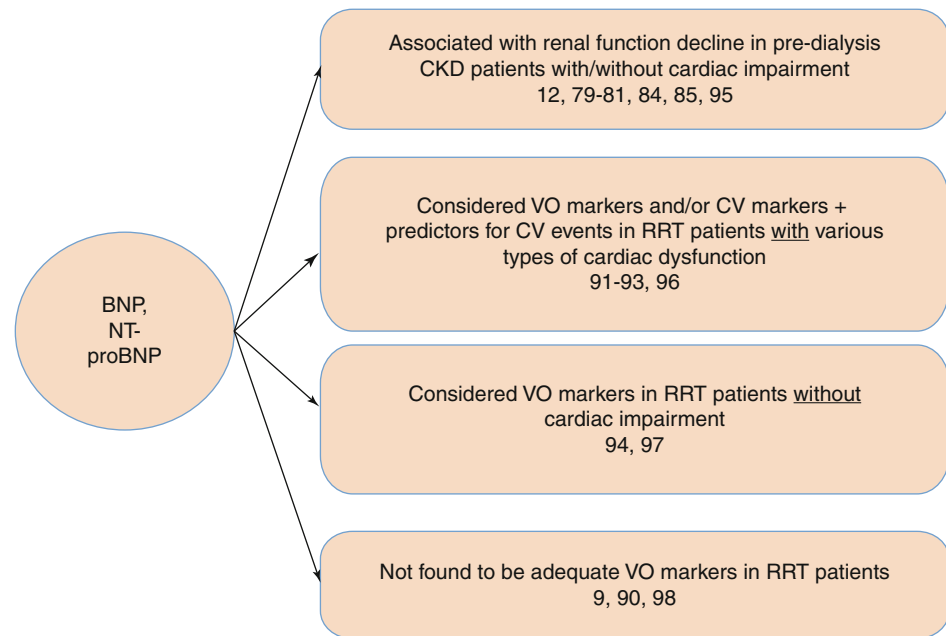 Associated with renal function decline in pre-dialysis
CKD patients with/without cardiac impairment
12, 79-81, 84, 85, 95
Considered VO markers and/or CV markers +
predictors for CV events in RRT patients with various
types of cardiac dysfunction
91-93, 96
BNP,
NT-
proBNP
Considered VO markers in RRT patients without
cardiac impairment
94, 97
Not found to be adequate VO markers in RRT patients
9, 90, 98